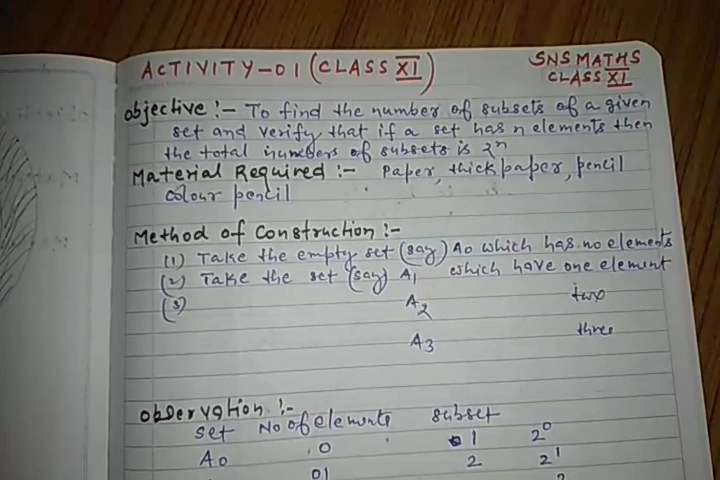 ACTIVITY-01 (CLASS XI)
SNS MATHS
CLASS XI
Objective :- To find the number of subsets of a given
set and verify that if a set has n elements then
the total numbers of subsets is 2ⁿ
Material Required :- Paper, thick paper, pencil
colour pencil
Method of Construction :-
(1) Take the empty set (say) A0 which has no elements
(2) Take the set (say) A1 which have one element
(3) A2 two
A3 three
Observation :-
Set No of elements subset
A0 0 1 2⁰
01 2 2¹
2